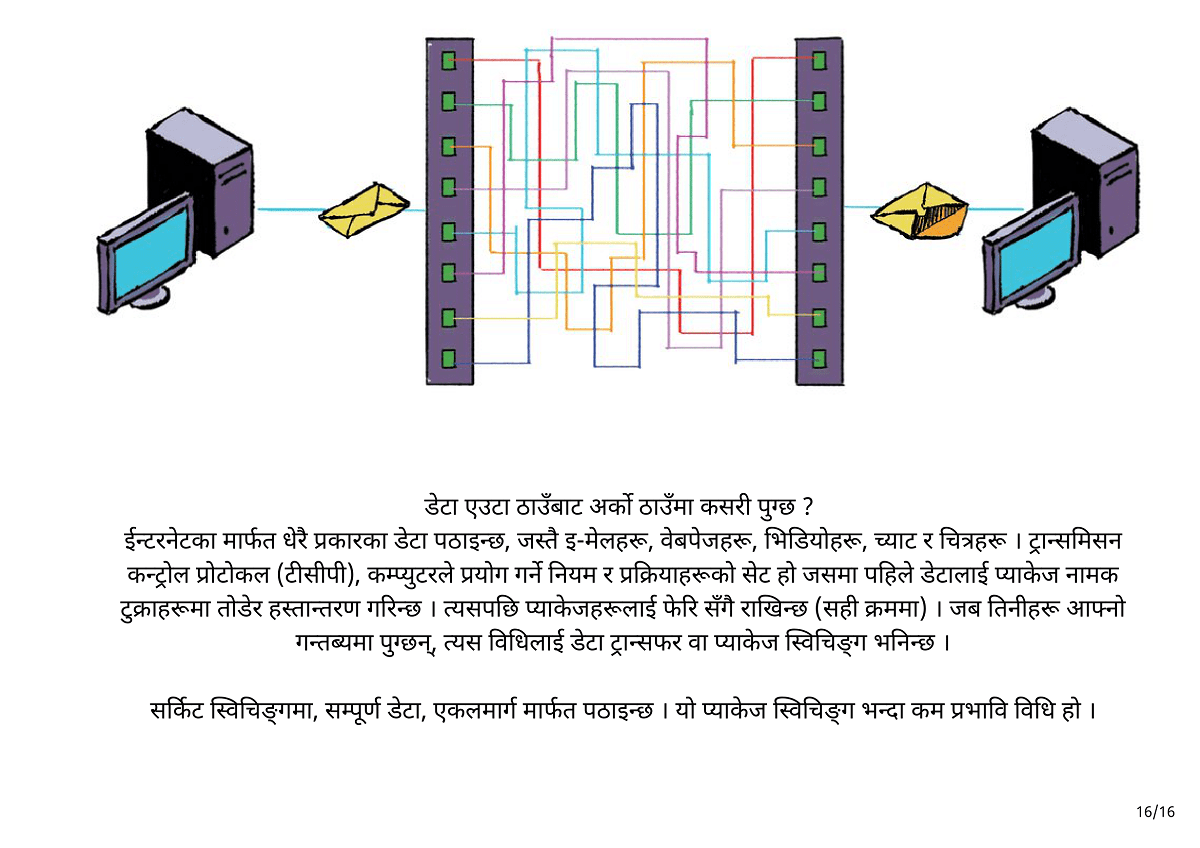 डेटा एउटा ठाउँबाट अर्को ठाउँमा कसरी पुग्छ ?
ईन्टरनेटका मार्फत धेरै प्रकारका डेटा पठाइन्छ, जस्तै इ-मेलहरू, वेबपेजहरू, भिडियोहरू, च्याट र चित्रहरू । ट्रान्समिसन
कन्ट्रोल प्रोटोकल (टीसीपी), कम्प्युटरले प्रयोग गर्ने नियम र प्रक्रियाहरूको सेट हो जसमा पहिले डेटालाई प्याकेज नामक
टुक्राहरूमा तोडेर हस्तान्तरण गरिन्छ । त्यसपछि प्याकेजहरूलाई फेरि सँगै राखिन्छ (सही क्रममा) । जब तिनीहरू आफ्नो
गन्तब्यमा पुग्छन्, त्यस विधिलाई डेटा ट्रान्सफर वा प्याकेज स्विचिङ्ग भनिन्छ ।
सर्किट स्विचिङ्गमा, सम्पूर्ण डेटा, एकलमार्ग मार्फत पठाइन्छ । यो प्याकेज स्विचिङ्ग भन्दा कम प्रभावि विधि हो ।
16/16